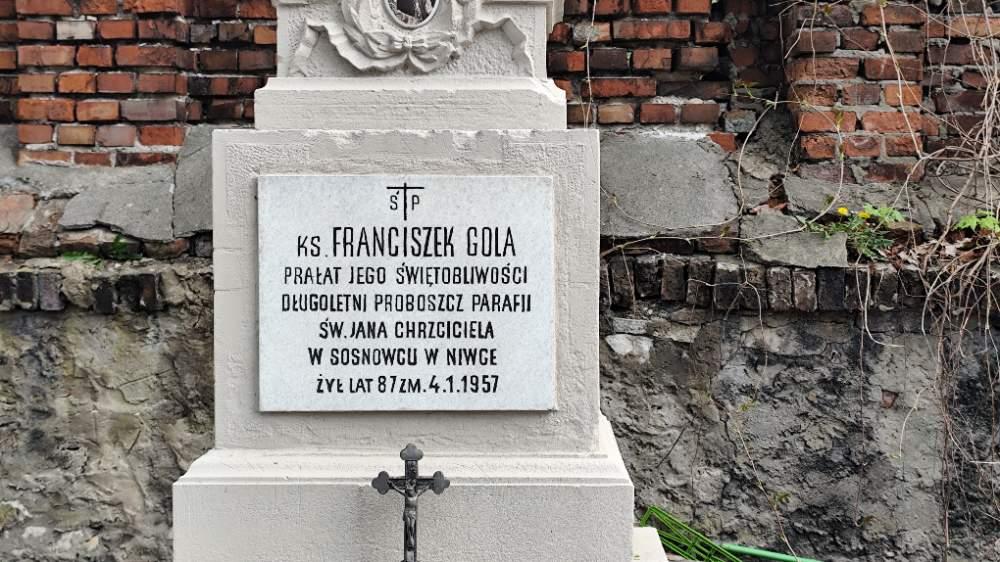 Ś†P
KS. FRANCISZEK GOLA
PRAŁAT JEGO ŚWIĘTOBLIWOŚCI
DŁUGOLETNI PROBOSZCZ PARAFII
ŚW. JANA CHRZCICIELA
W SOSNOWCU W NIWCE
ŻYŁ LAT 87 ZM. 4.1.1957